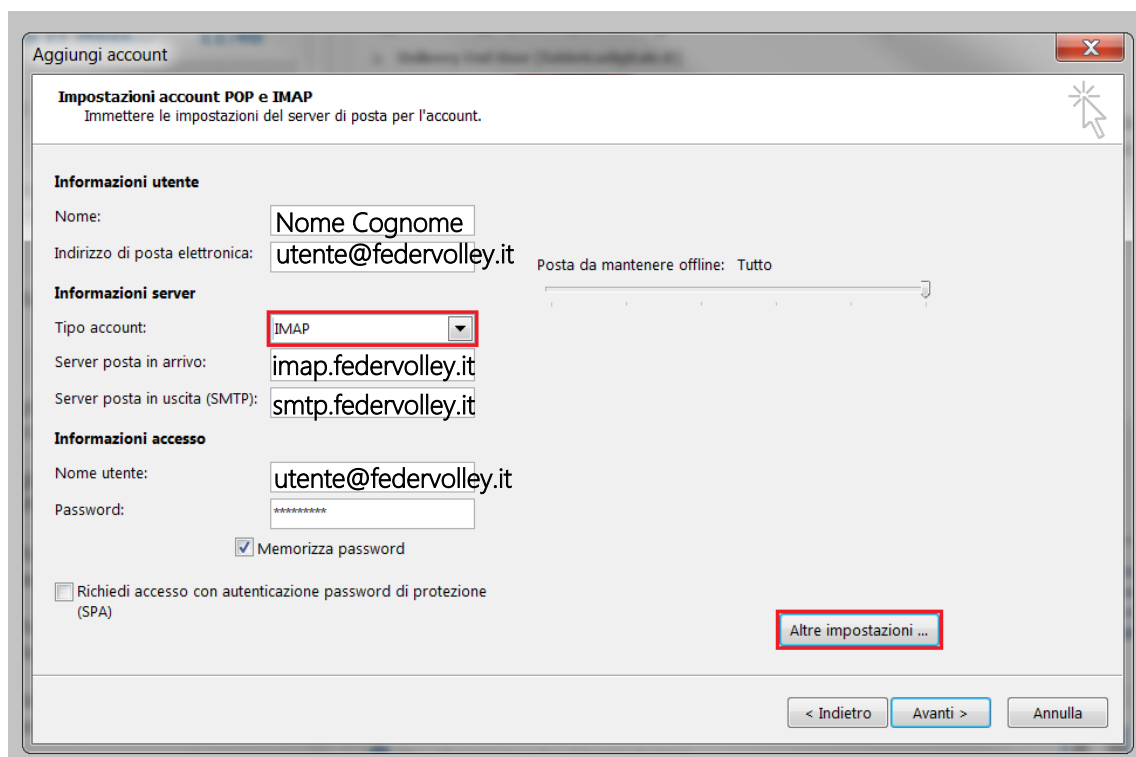 Aggiungi account
Impostazioni account POP e IMAP
Immettere le impostazioni del server di posta per l'account.
Informazioni utente
Nome: Nome Cognome
Indirizzo di posta elettronica: utente@federvolley.it
Posta da mantenere offline: Tutto
Informazioni server
Tipo account: IMAP
Server posta in arrivo: imap.federvolley.it
Server posta in uscita (SMTP): smtp.federvolley.it
Informazioni accesso
Nome utente: utente@federvolley.it
Password: *********
Memorizza password
Richiedi accesso con autenticazione password di protezione
(SPA)
Altre impostazioni ...
< Indietro Avanti > Annulla